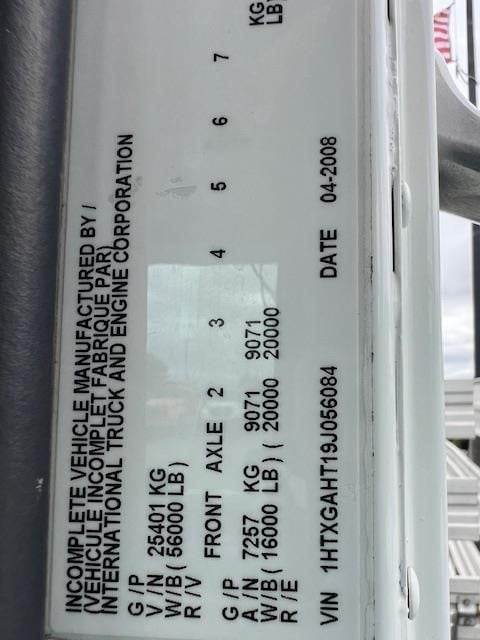 INCOMPLETE VEHICLE MANUFACTURED BY /
(VEHICULE INCOMPLET FABRIQUE PAR)
INTERNATIONAL TRUCK AND ENGINE CORPORATION
G /P
V /N 25401 KG
W/B( 56000 LB )
R /V
FRONT AXLE 2 3 4 5 6 7
G /P
A /N 7257 KG 9071 9071 KG
W/B( 16000 LB ) ( 20000 20000 LB)
R /E
VIN 1HTXGAHT19J056084 DATE 04-2008